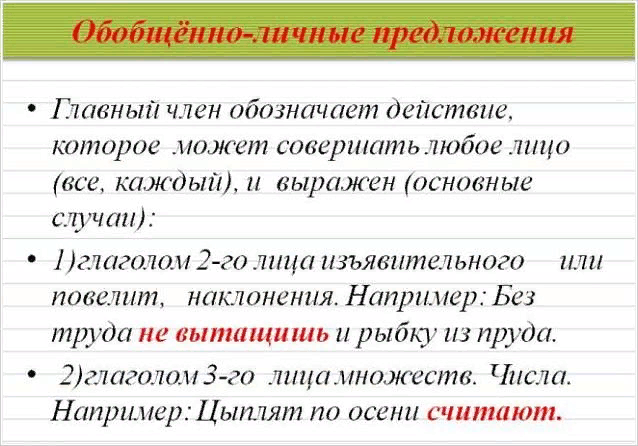 Обобщённо-личные предложения
• Главный член обозначает действие,
которое может совершать любое лицо
(все, каждый), и выражен (основные
случаи):
• 1)глаголом 2-го лица изъявительного или
повелит, наклонения. Например: Без
труда не вытащишь и рыбку из пруда.
• 2)глаголом 3-го лица множеств. Числа.
Например: Цыплят по осени считают.